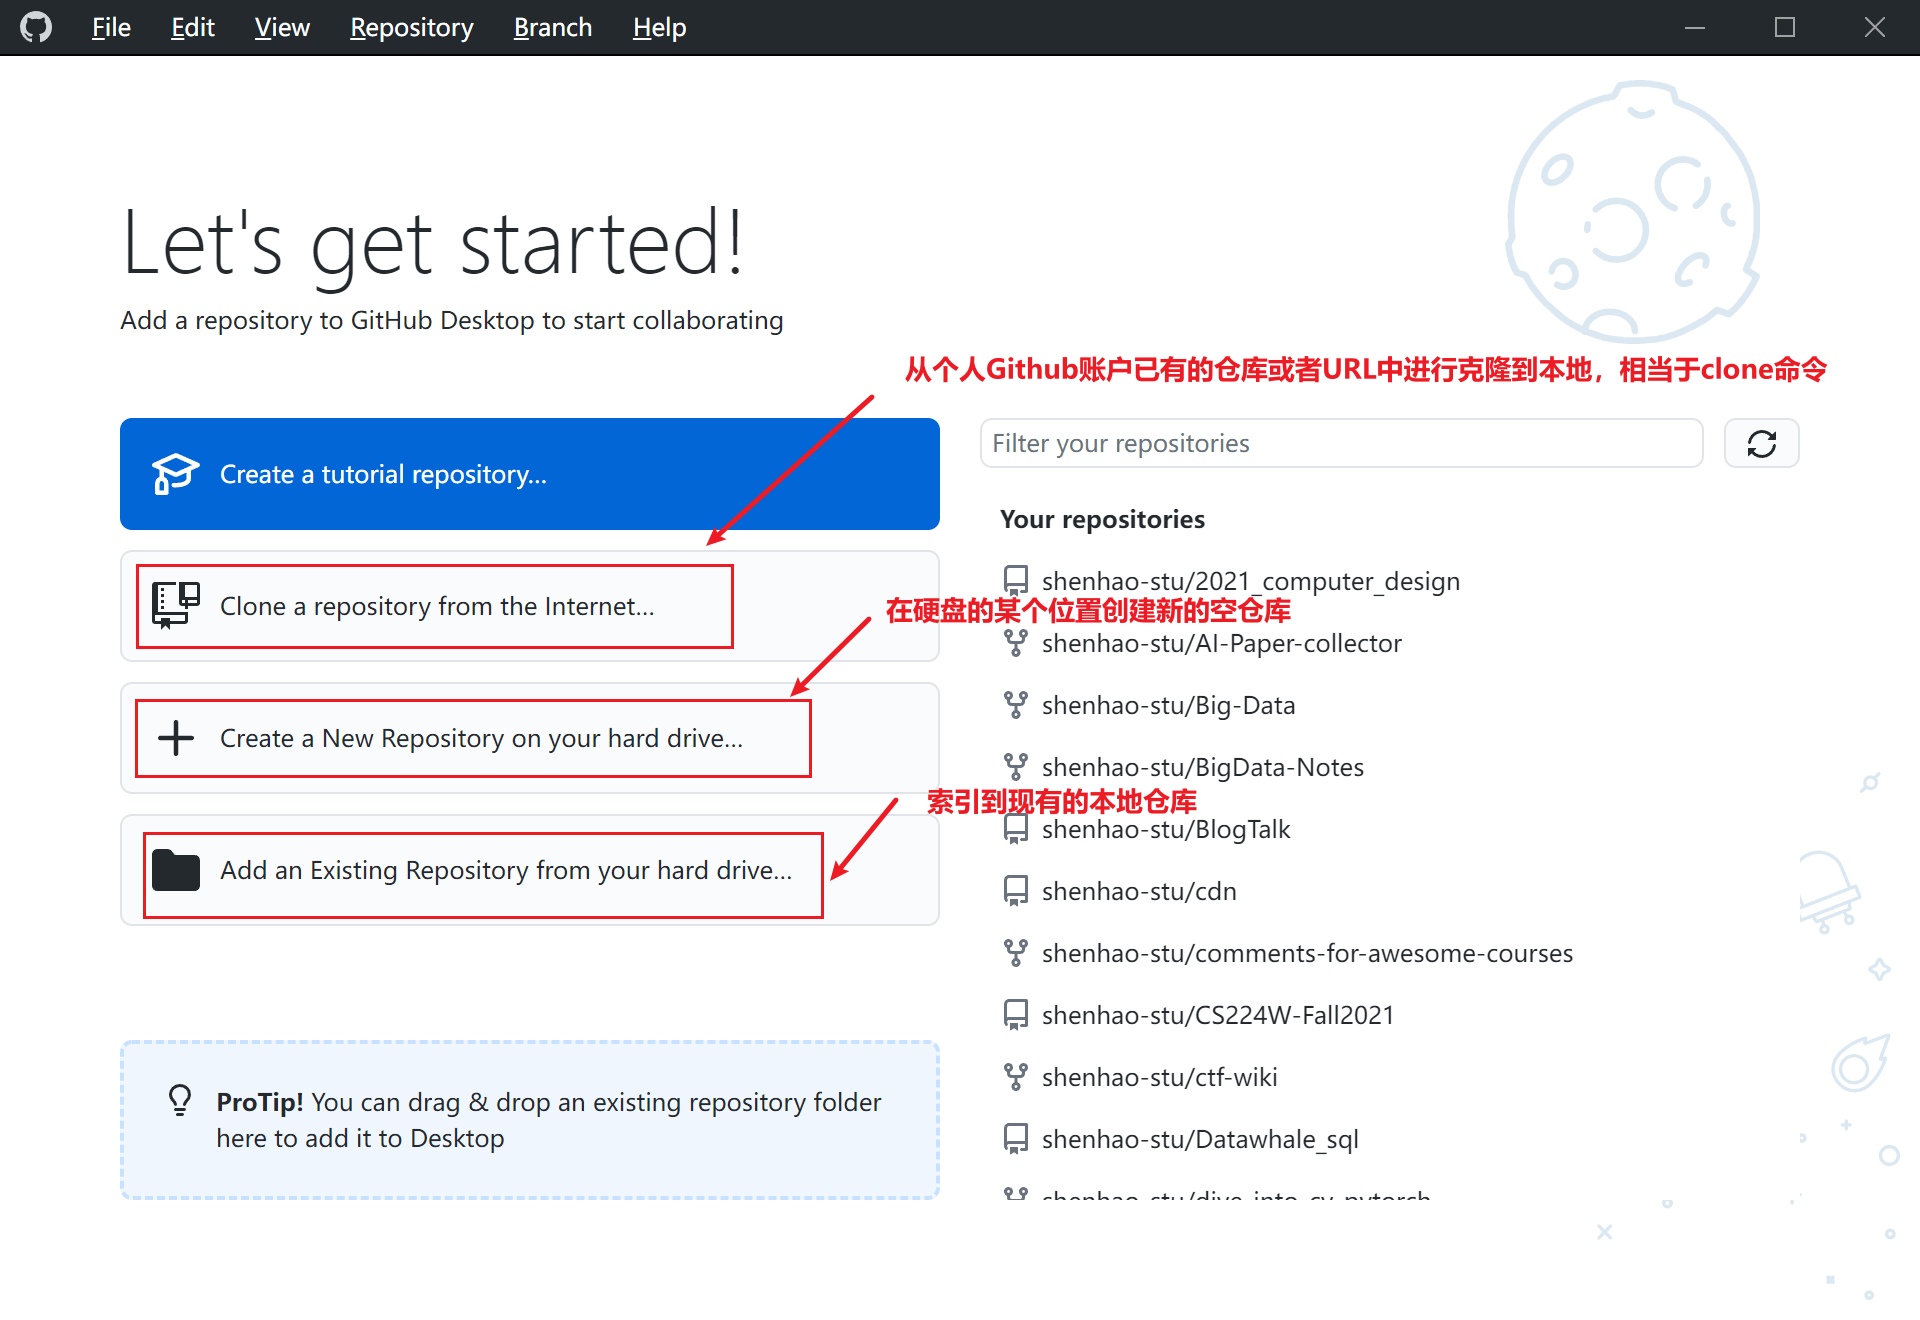 File Edit View Repository Branch Help
Let's get started!
Add a repository to GitHub Desktop to start collaborating
从个人Github账户已有的仓库或者URL中进行克隆到本地，相当于clone命令
Create a tutorial repository...
Clone a repository from the Internet...
Create a New Repository on your hard drive...
Add an Existing Repository from your hard drive...
ProTip! You can drag & drop an existing repository folder
here to add it to Desktop
Filter your repositories
Your repositories
shenhao-stu/2021_computer_design
在硬盘的某个位置创建新的空仓库
shenhao-stu/AI-Paper-collector
shenhao-stu/Big-Data
shenhao-stu/BigData-Notes
索引到现有的本地仓库
shenhao-stu/BlogTalk
shenhao-stu/cdn
shenhao-stu/comments-for-awesome-courses
shenhao-stu/CS224W-Fall2021
shenhao-stu/ctf-wiki
shenhao-stu/Datawhale_sql
shenhao-stu/dive-into-cv-pytorch